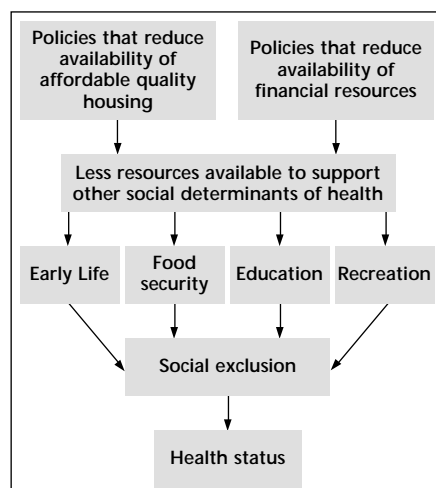 Policies that reduce
availability of
affordable quality
housing
Policies that reduce
availability of
financial resources
Less resources available to support
other social determinants of health
Early Life
Food
security
Education
Recreation
Social exclusion
Health status